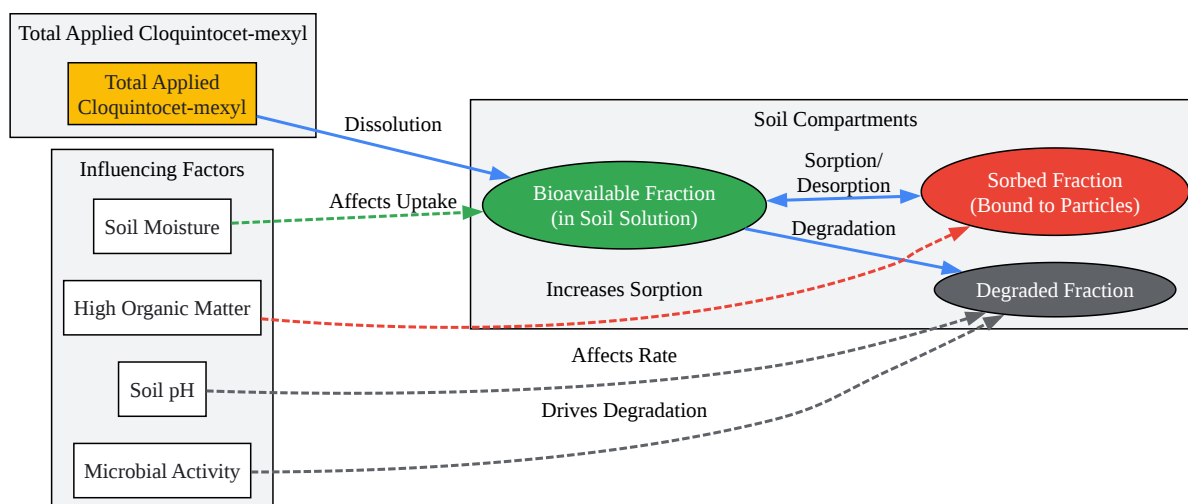 Total Applied Cloquintocet-mexyl
Total Applied
Cloquintocet-mexyl
Dissolution
Soil Compartments
Influencing Factors
Soil Moisture
Affects Uptake
Bioavailable Fraction
(in Soil Solution)
Sorption/
Desorption
Sorbed Fraction
(Bound to Particles)
Degradation
High Organic Matter
Increases Sorption
Degraded Fraction
Soil pH
Affects Rate
Drives Degradation
Microbial Activity